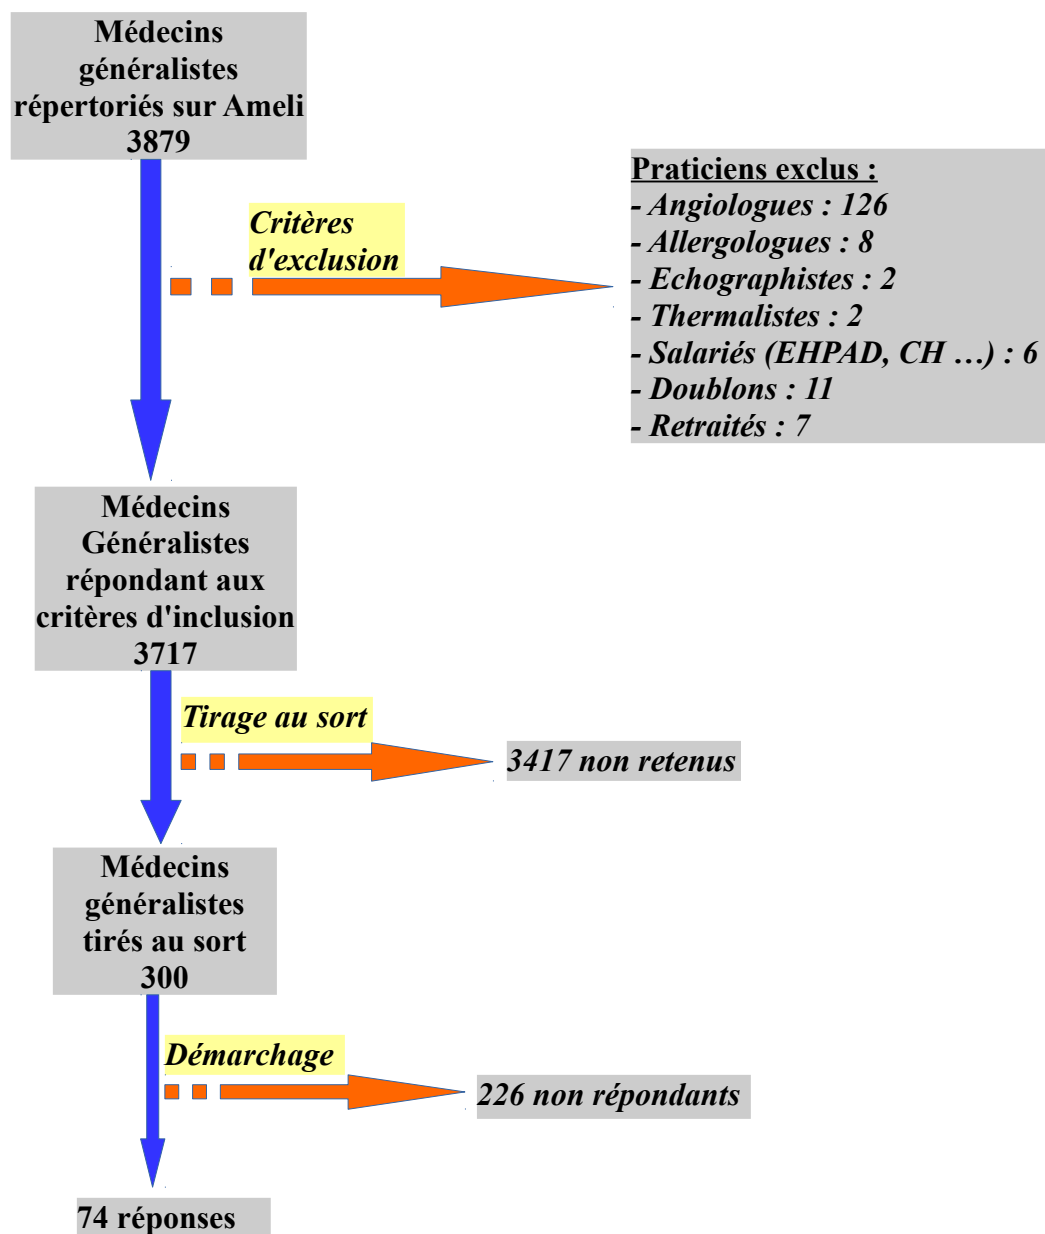 Médecins
généralistes
répertoriés sur Ameli
3879
Critères
d'exclusion
Praticiens exclus :
- Angiologues : 126
- Allergologues : 8
- Echographistes : 2
- Thermalistes : 2
- Salariés (EHPAD, CH …) : 6
- Doublons : 11
- Retraités : 7
Médecins
Généralistes
répondant aux
critères d'inclusion
3717
Tirage au sort
3417 non retenus
Médecins
généralistes
tirés au sort
300
Démarchage
226 non répondants
74 réponses